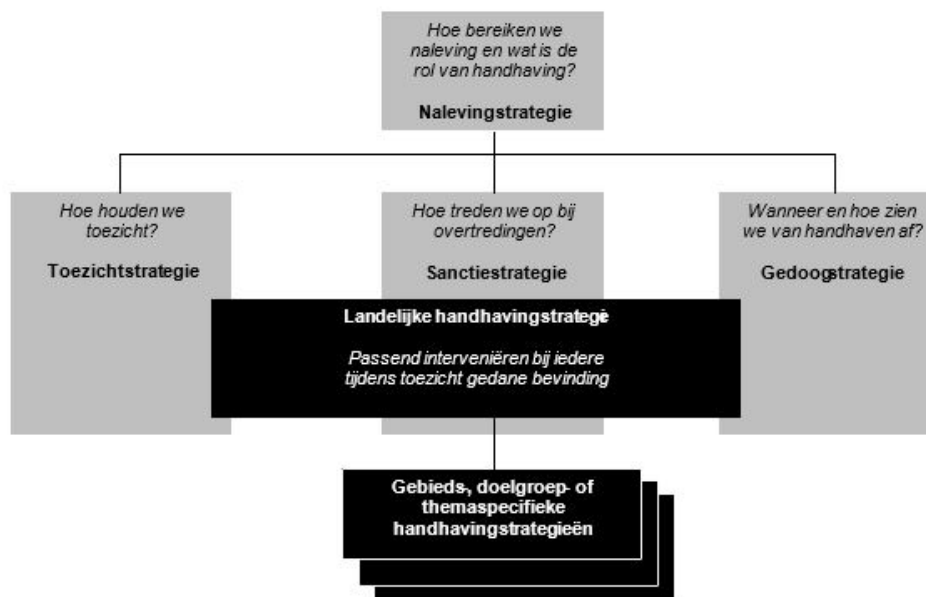 Hoe bereiken we
naleving en wat is de
rol van handhaving?
Nalevingstrategie
Hoe houden we
toezicht?
Toezichtstrategie
Hoe treden we op bij
overtredingen?
Sanctiestrategie
Wanneer en hoe zien
we van handhaven af?
Gedoogstrategie
Landelijke handhavingstrategie
Passend interveniëren bij iedere
tijdens toezicht gedane bevinding
Gebieds-, doelgroep- of
themaspecifieke
handhavingstrategieën